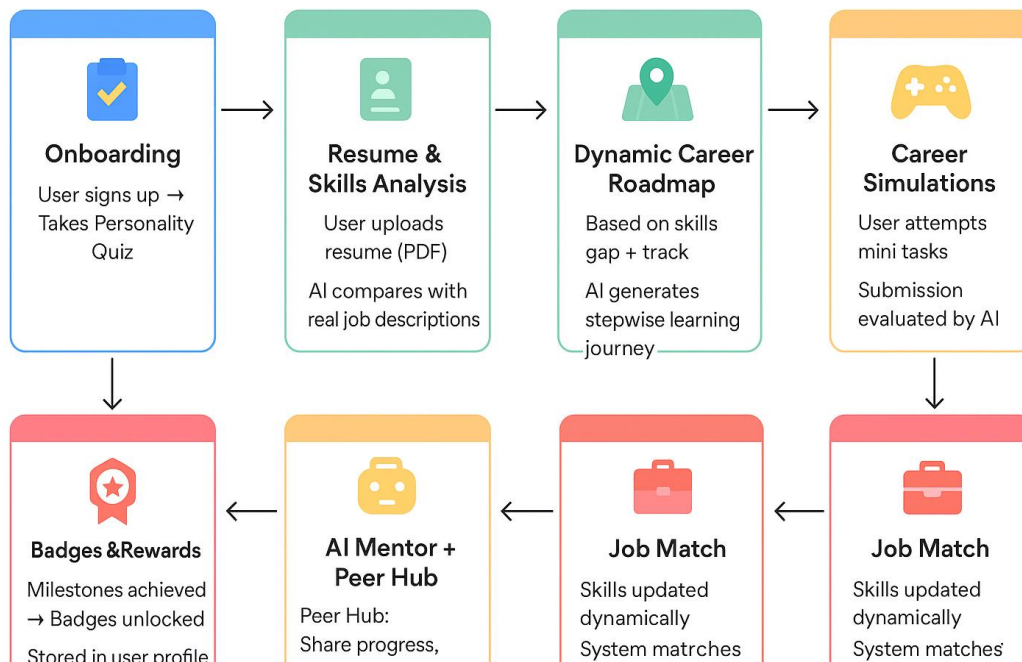 Onboarding
User signs up →
Takes Personality
Quiz
Resume &
Skills Analysis
User uploads
resume (PDF)
AI compares with
real job descriptions
Dynamic Career
Roadmap
Based on skills
gap + track
AI generates
stepwise learning
journey
Career
Simulations
User attempts
mini tasks
Submission
evaluated by AI
Badges &Rewards
Milestones achieved
→ Badges unlocked
Stored in user profile
AI Mentor +
Peer Hub
Peer Hub:
Share progress,
Job Match
Skills updated
dynamically
System matrches
Job Match
Skills updated
dynamically
System matches